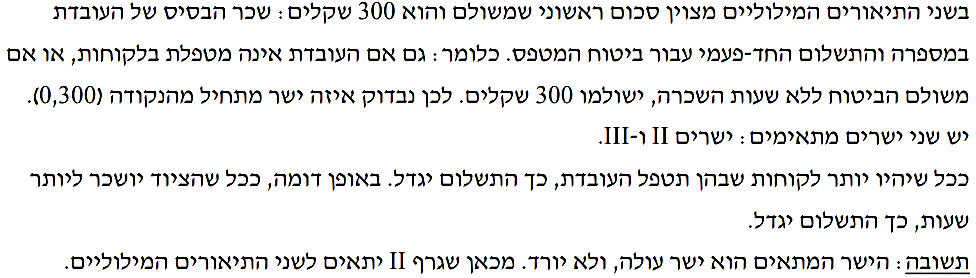 בשני התיאורים המילוליים מצוין סכום ראשוני שמשולם והוא 300 שקלים: שכר הבסיס של העובדת
במספרה והתשלום החד-פעמי עבור ביטוח המטפס. כלומר: גם אם העובדת אינה מטפלת בלקוחות, או אם
משולם הביטוח ללא שעות השכרה, ישולמו 300 שקלים. לכן נבדוק איזה ישר מתחיל מהנקודה (0,300).
יש שני ישרים מתאימים: ישרים II ו-III.
ככל שיהיו יותר לקוחות שבהן תטפל העובדת, כך התשלום יגדל. באופן דומה, ככל שהציוד יושכר ליותר
שעות, כך התשלום יגדל.
תשובה: הישר המתאים הוא ישר עולה, ולא יורד. מכאן שגרף II יתאים לשני התיאורים המילוליים.